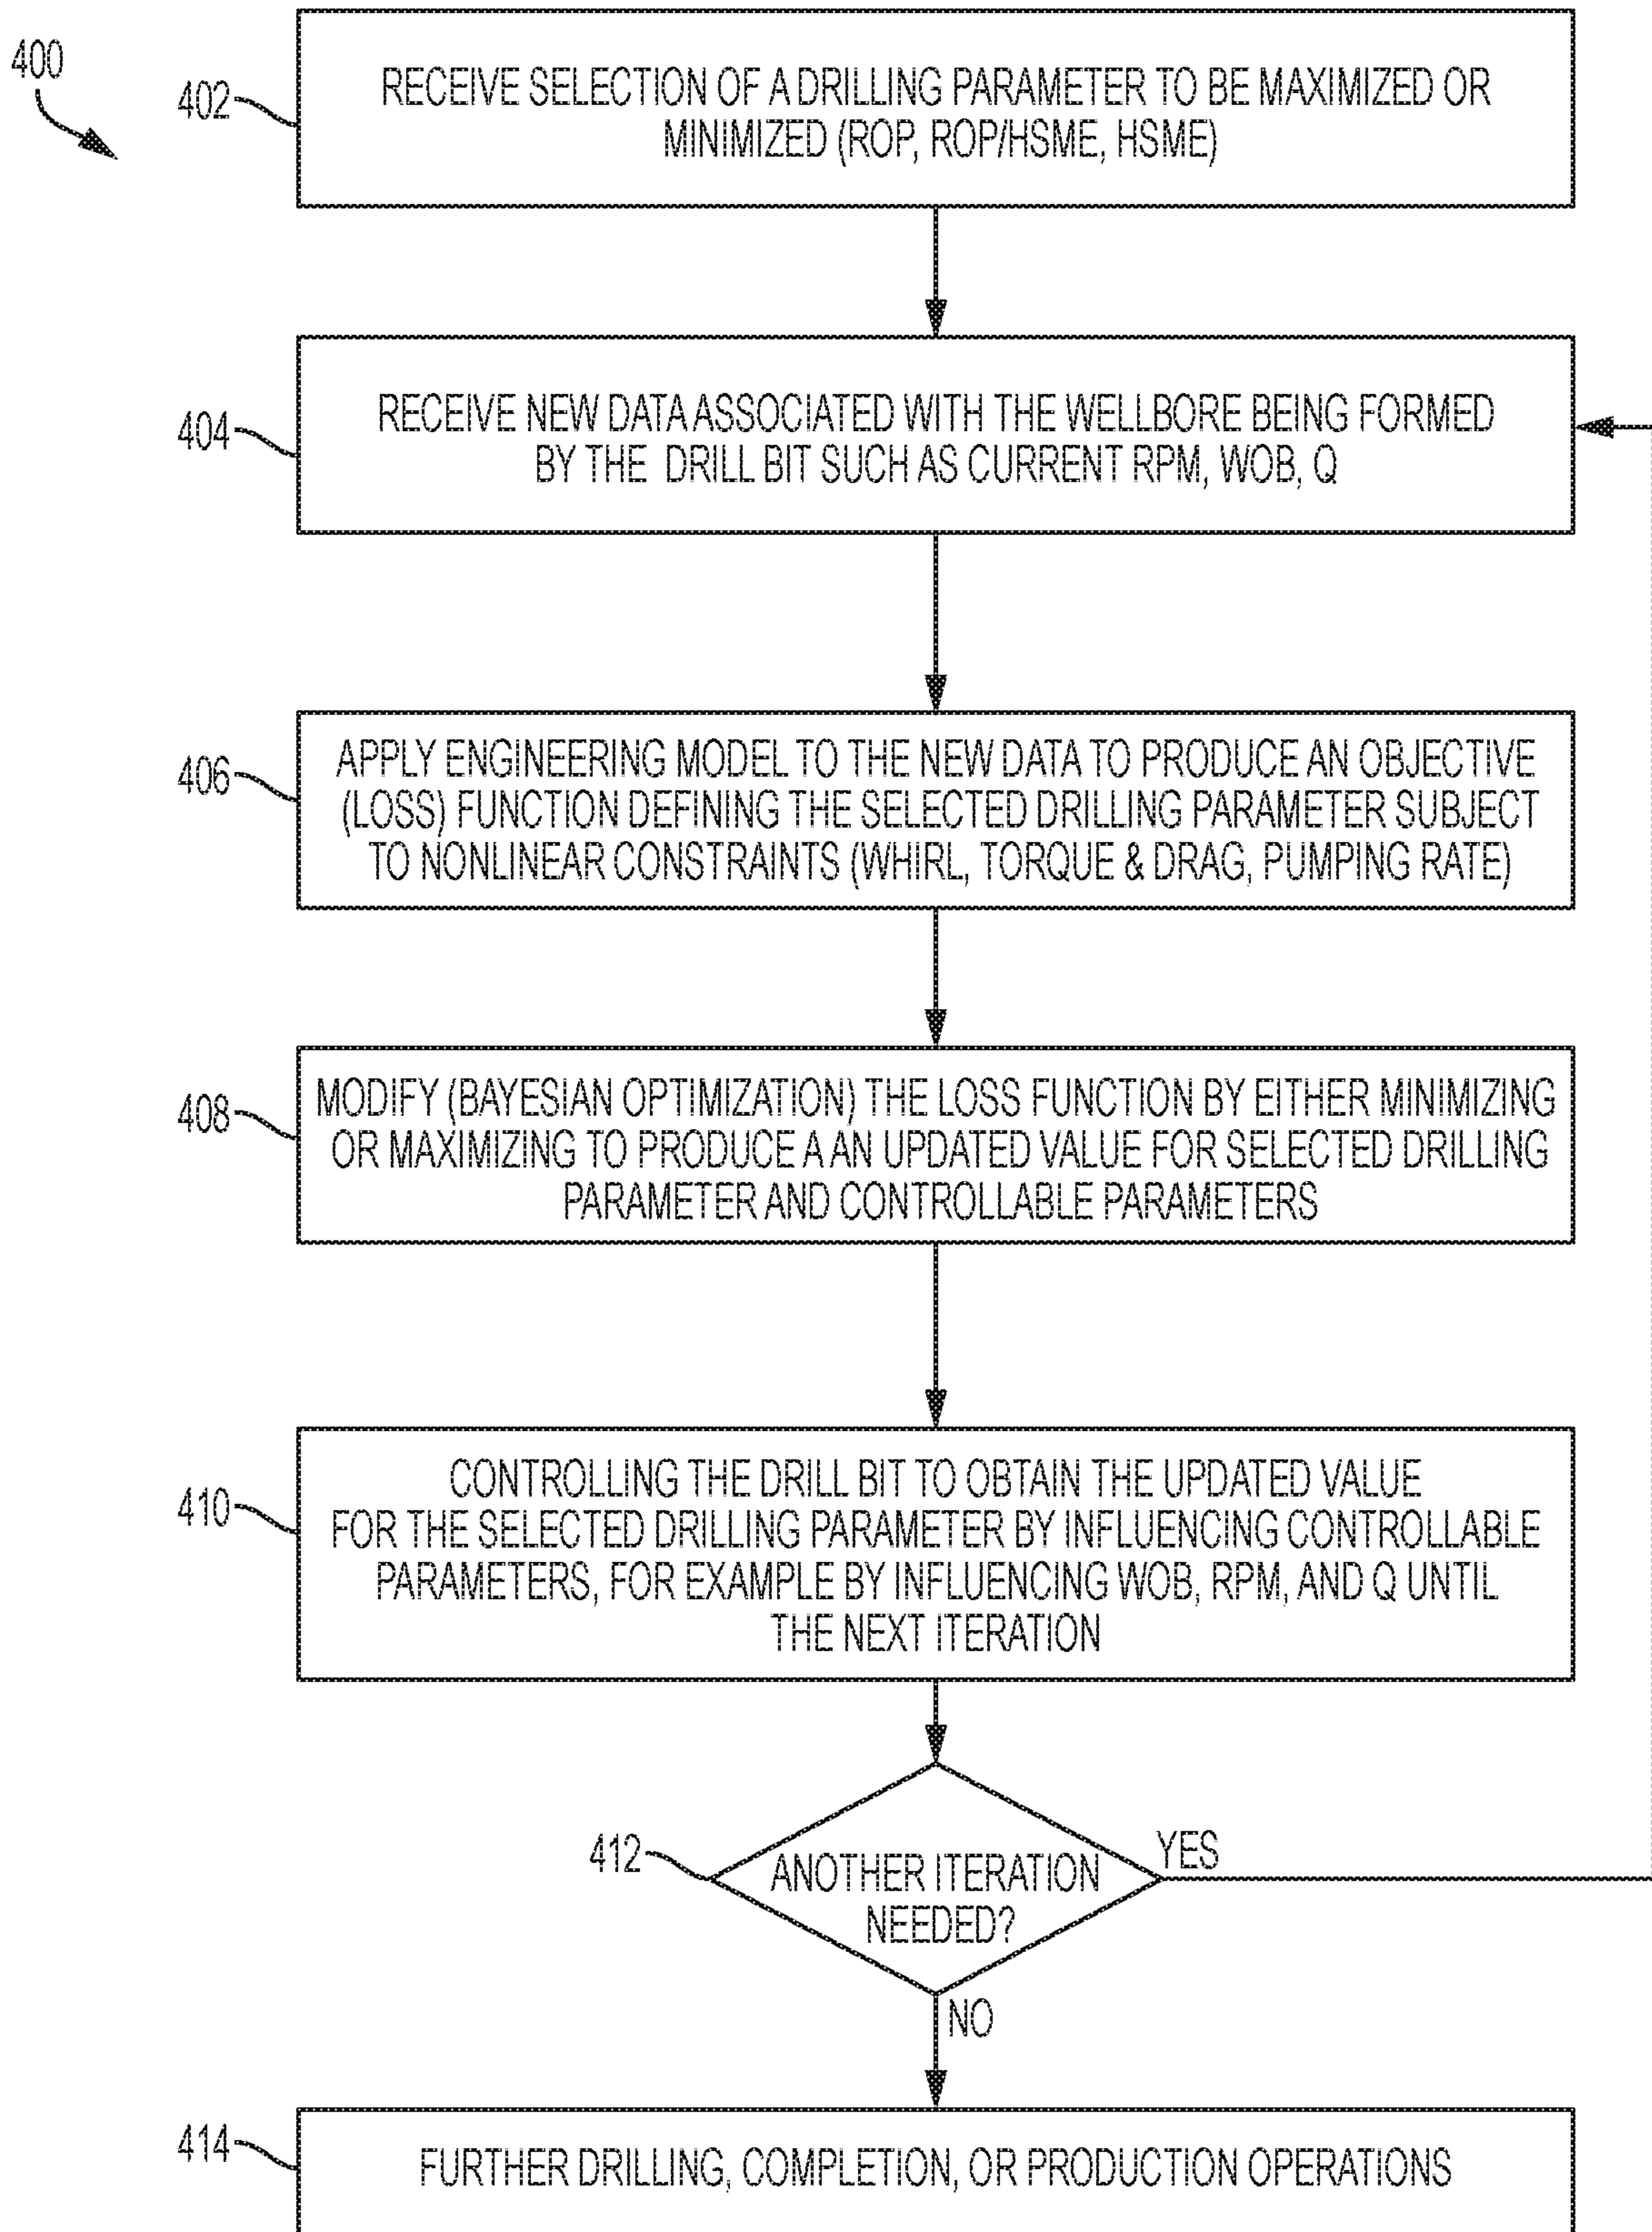 400
402
RECEIVE SELECTION OF A DRILLING PARAMETER TO BE MAXIMIZED OR
MINIMIZED (ROP, ROP/HSME, HSME)
404
RECEIVE NEW DATA ASSOCIATED WITH THE WELLBORE BEING FORMED
BY THE DRILL BIT SUCH AS CURRENT RPM, WOB, Q
406
APPLY ENGINEERING MODEL TO THE NEW DATA TO PRODUCE AN OBJECTIVE
(LOSS) FUNCTION DEFINING THE SELECTED DRILLING PARAMETER SUBJECT
TO NONLINEAR CONSTRAINTS (WHIRL, TORQUE & DRAG, PUMPING RATE)
408
MODIFY (BAYESIAN OPTIMIZATION) THE LOSS FUNCTION BY EITHER MINIMIZING
OR MAXIMIZING TO PRODUCE A AN UPDATED VALUE FOR SELECTED DRILLING
PARAMETER AND CONTROLLABLE PARAMETERS
410
CONTROLLING THE DRILL BIT TO OBTAIN THE UPDATED VALUE
FOR THE SELECTED DRILLING PARAMETER BY INFLUENCING CONTROLLABLE
PARAMETERS, FOR EXAMPLE BY INFLUENCING WOB, RPM, AND Q UNTIL
THE NEXT ITERATION
412
ANOTHER ITERATION
NEEDED?
YES
NO
414
FURTHER DRILLING, COMPLETION, OR PRODUCTION OPERATIONS